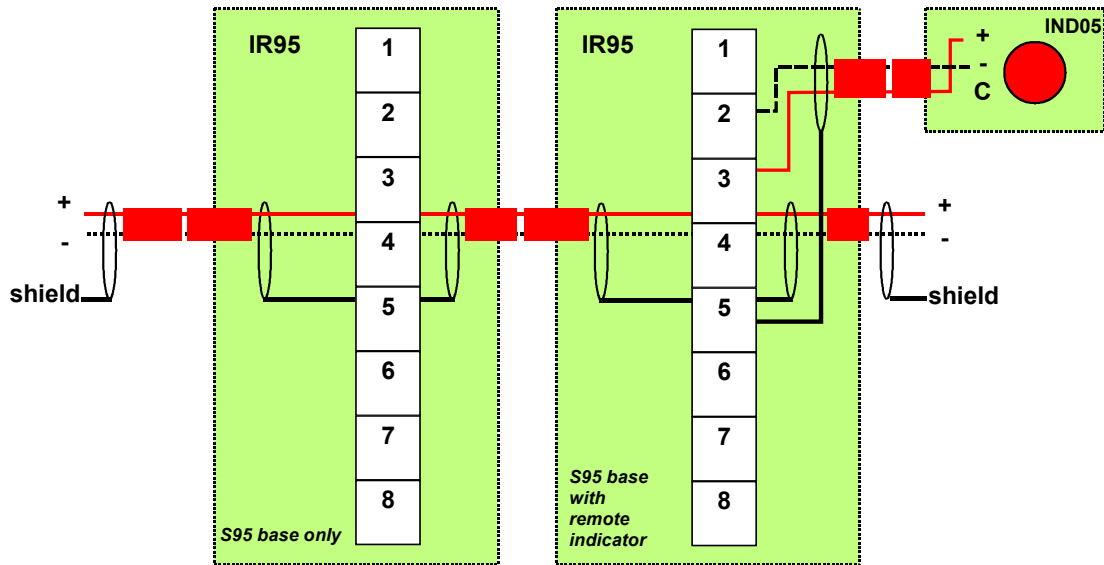 IR95
1
2
3
4
5
6
7
8
S95 base only
+
-
shield
IR95
1
2
3
4
5
6
7
8
S95 base
with
remote
indicator
IND05
+
-
C
+
-
shield